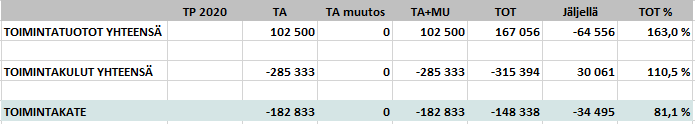 TP 2020 TA TA muutos TA+MU TOT Jäljellä TOT %
TOIMINTATUOTOT YHTEENSÄ 102 500 0 102 500 167 056 -64 556 163,0 %
TOIMINTAKULUT YHTEENSÄ -285 333 0 -285 333 -315 394 30 061 110,5 %
TOIMINTAKATE -182 833 0 -182 833 -148 338 -34 495 81,1 %